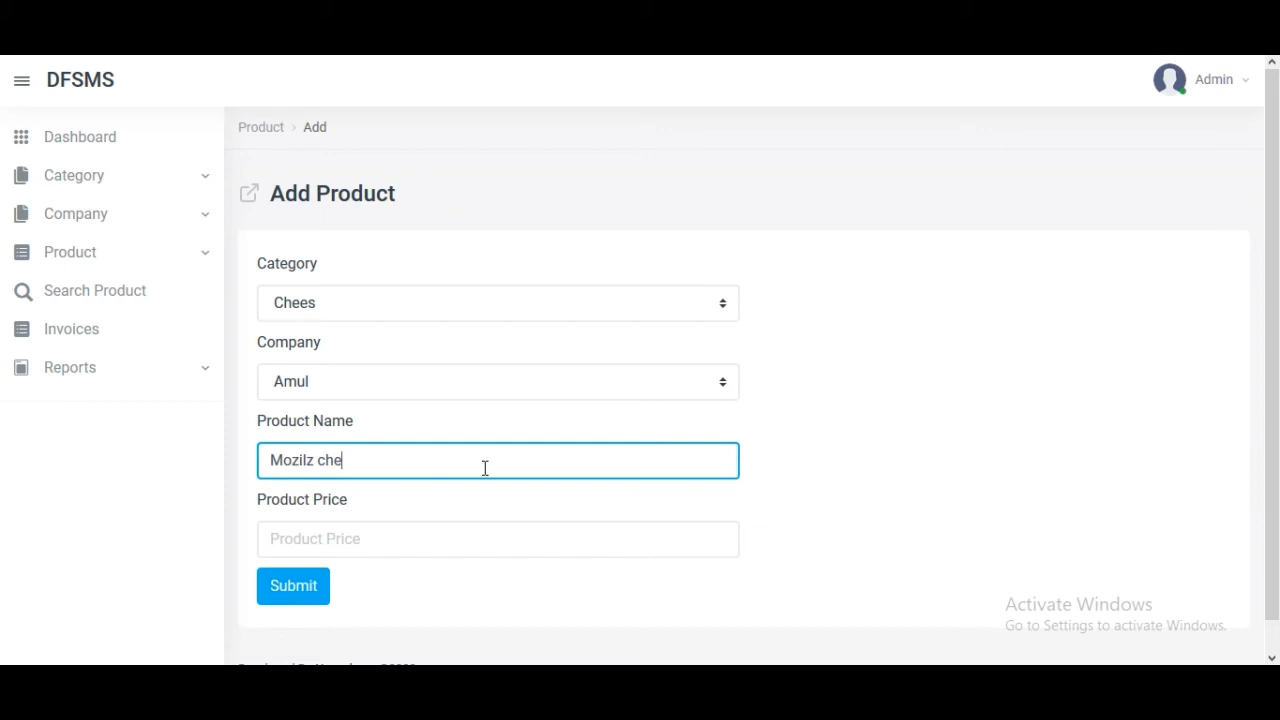 DFSMS
Admin
Dashboard
Category
Company
Product
Search Product
Invoices
Reports
Product > Add
Add Product
Category
Chees
Company
Amul
Product Name
Mozilz che
Product Price
Product Price
Submit
Activate Windows
Go to Settings to activate Windows.